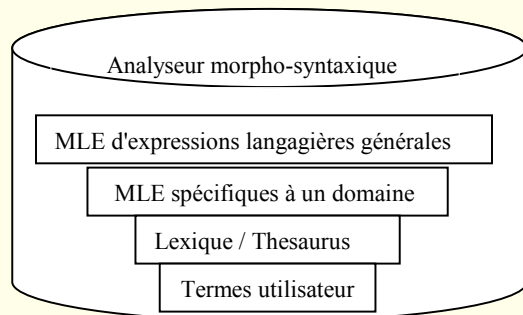 Analyseur morpho-syntaxique
MLE d'expressions langagières générales
MLE spécifiques à un domaine
Lexique / Thesaurus
Termes utilisateur